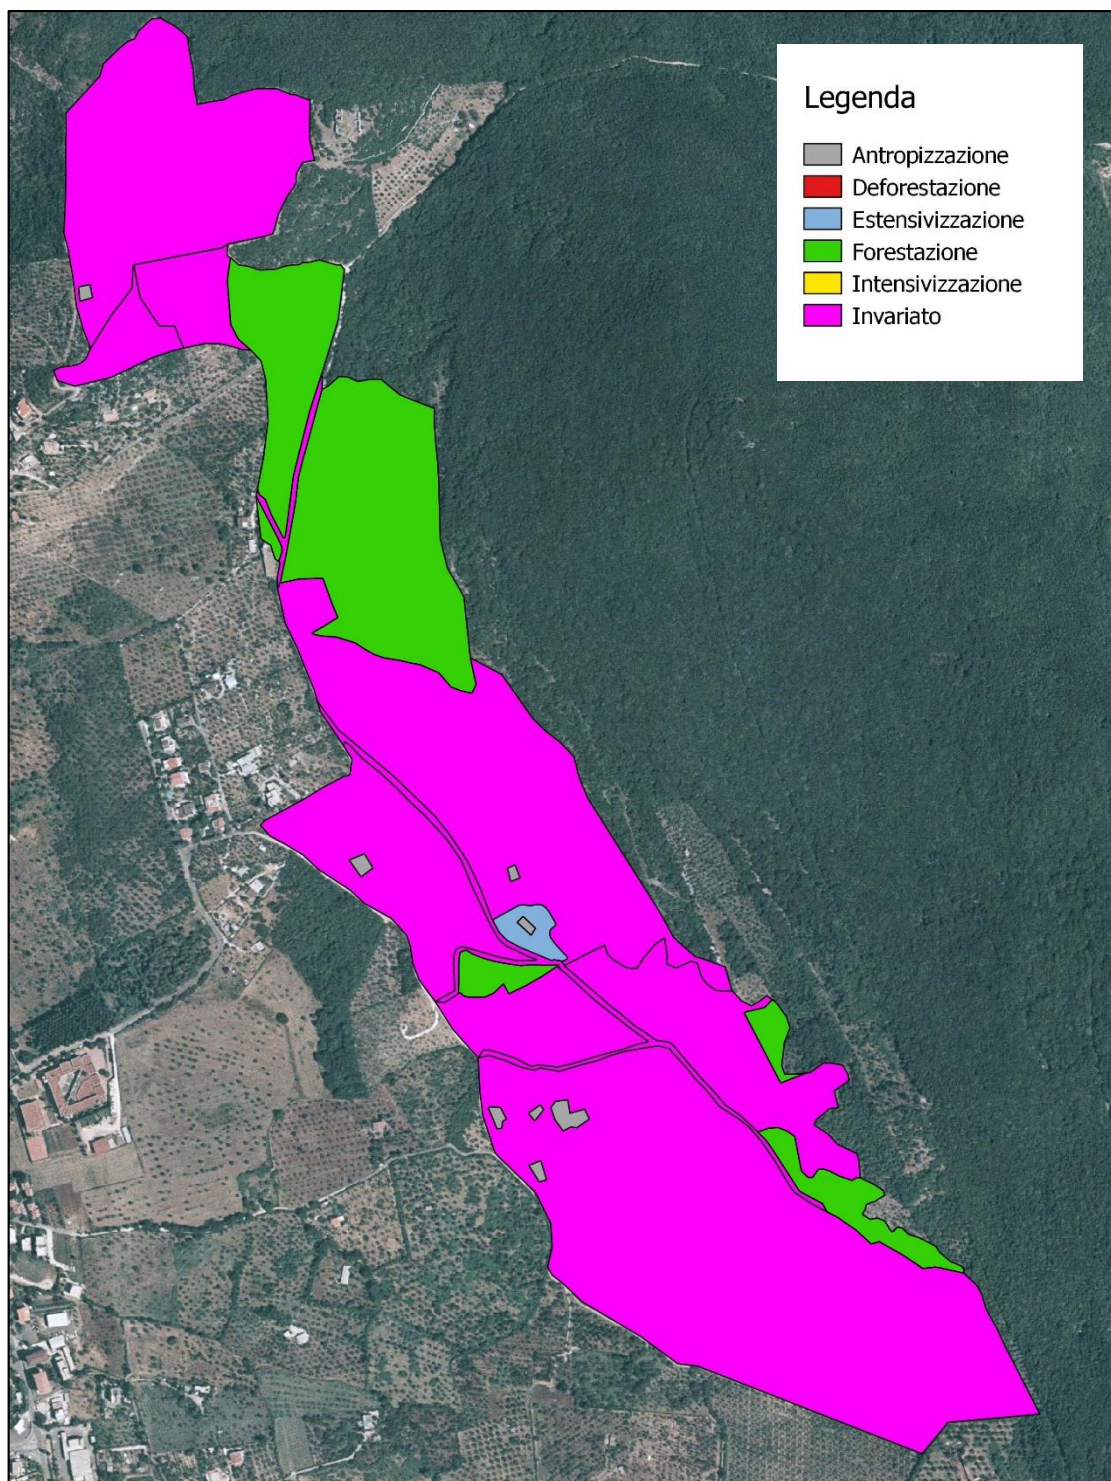 Legenda
Antropizzazione
Deforestazione
Estensivizzazione
Forestazione
Intensivizzazione
Invariato